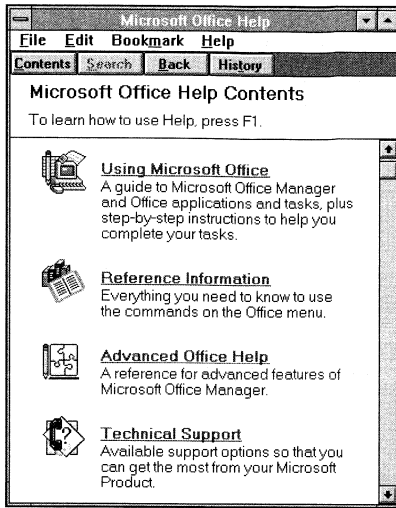 Microsoft Office Help
File Edit Bookmark Help
Contents Search Back History
Microsoft Office Help Contents
To learn how to use Help, press F1.
Using Microsoft Office
A guide to Microsoft Office Manager
and Office applications and tasks, plus
step-by-step instructions to help you
complete your tasks.
Reference Information
Everything you need to know to use
the commands on the Office menu.
Advanced Office Help
A reference for advanced features of
Microsoft Office Manager.
Technical Support
Available support options so that you
can get the most from your Microsoft
Product.